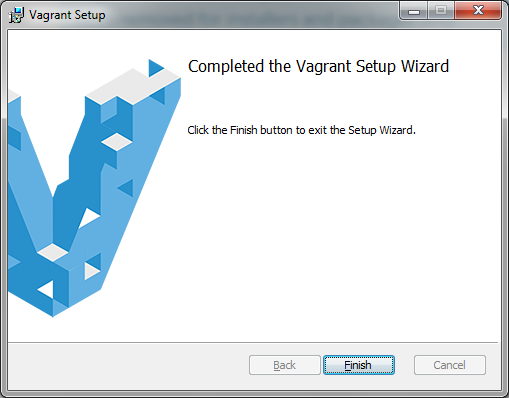 Vagrant Setup
Completed the Vagrant Setup Wizard
Click the Finish button to exit the Setup Wizard.
Back
Finish
Cancel